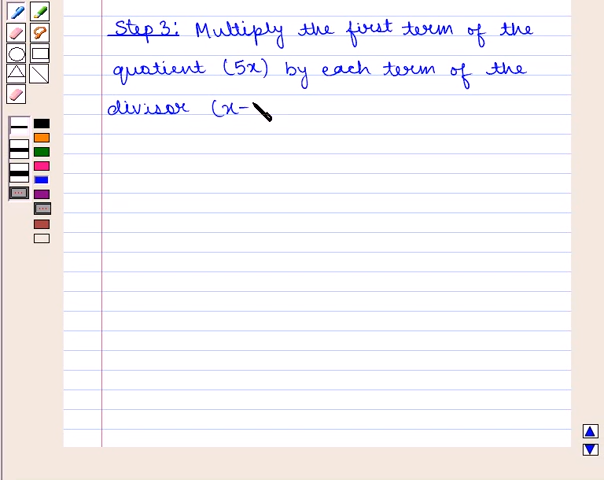 Step 3: Multiply the first term of the
quotient (5x) by each term of the
divisor (x-